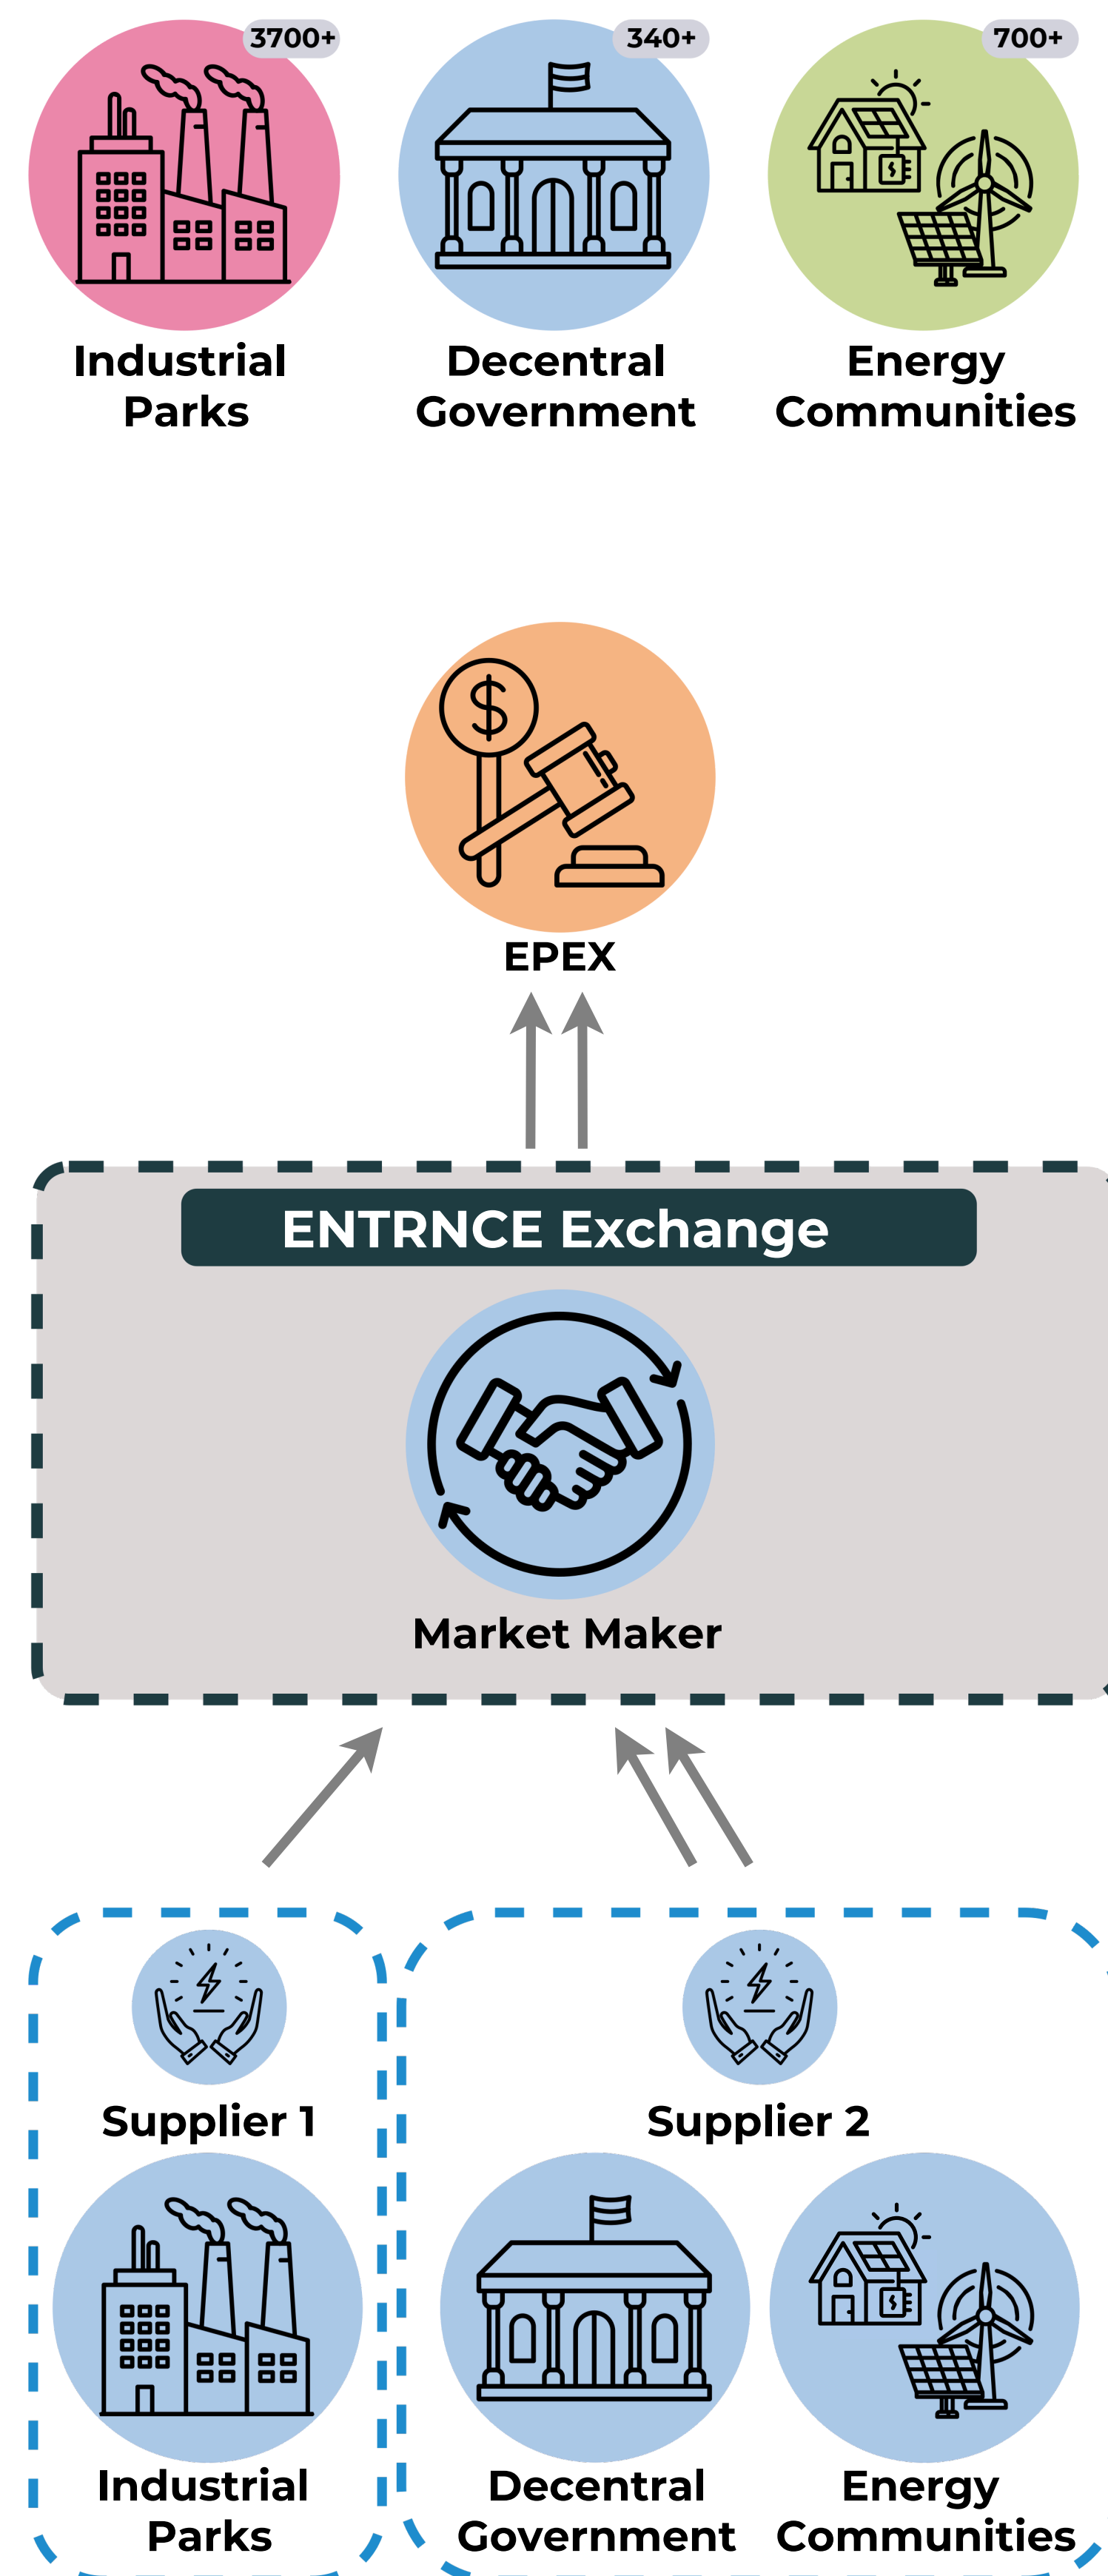 3700+
340+
700+
Industrial
Parks
Decentral
Government
Energy
Communities
$
EPEX
ENTRNCE Exchange
Market Maker
Supplier 1
Supplier 2
Industrial
Parks
Decentral
Government
Energy
Communities